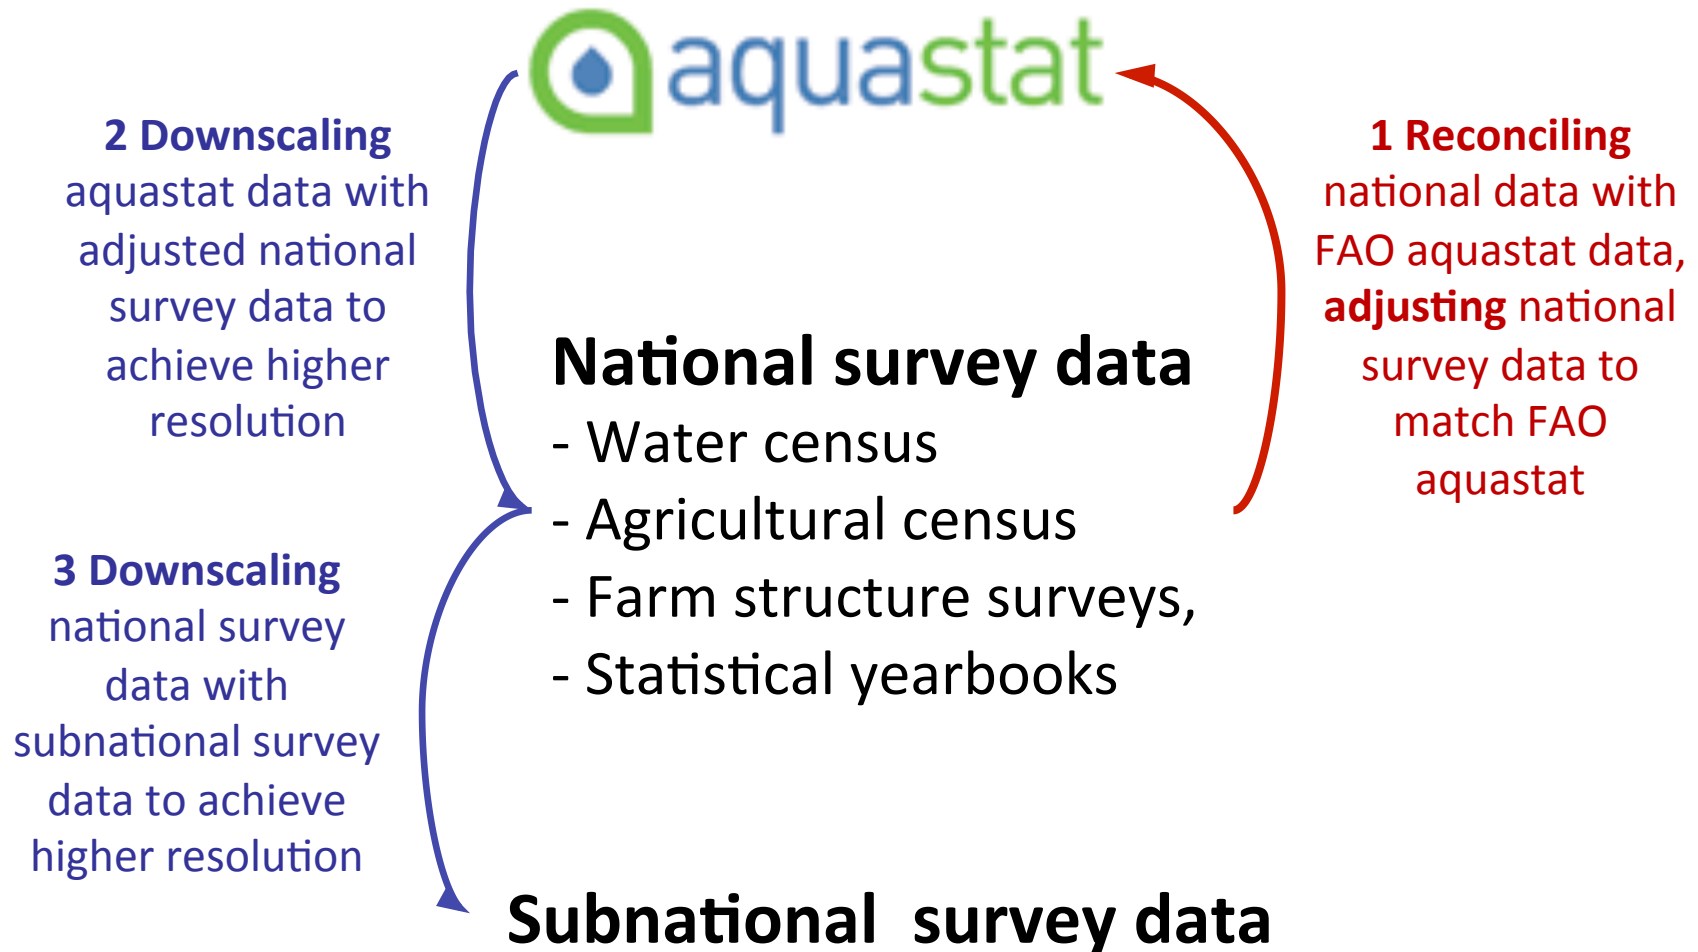 aquastat
2 Downscaling
aquastat data with
adjusted national
survey data to
achieve higher
resolution
1 Reconciling
national data with
FAO aquastat data,
adjusting national
survey data to
match FAO
aquastat
National survey data
- Water census
- Agricultural census
- Farm structure surveys,
- Statistical yearbooks
3 Downscaling
national survey
data with
subnational survey
data to achieve
higher resolution
Subnational  survey data